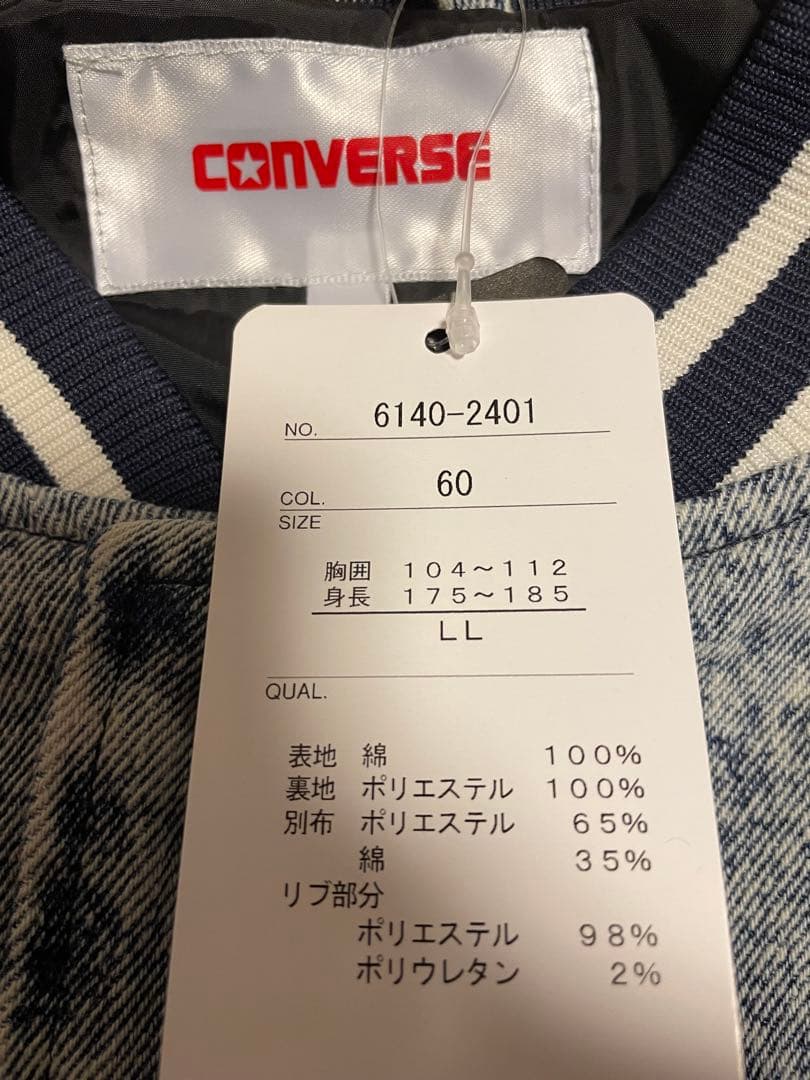 CONVERSE
NO. 6140-2401
COL. 60
SIZE
胸囲 104～112
身長 175～185
LL
QUAL.
表地 綿 100%
裏地 ポリエステル 100%
別布 ポリエステル 65%
綿 35%
リブ部分
ポリエステル 98%
ポリウレタン 2%